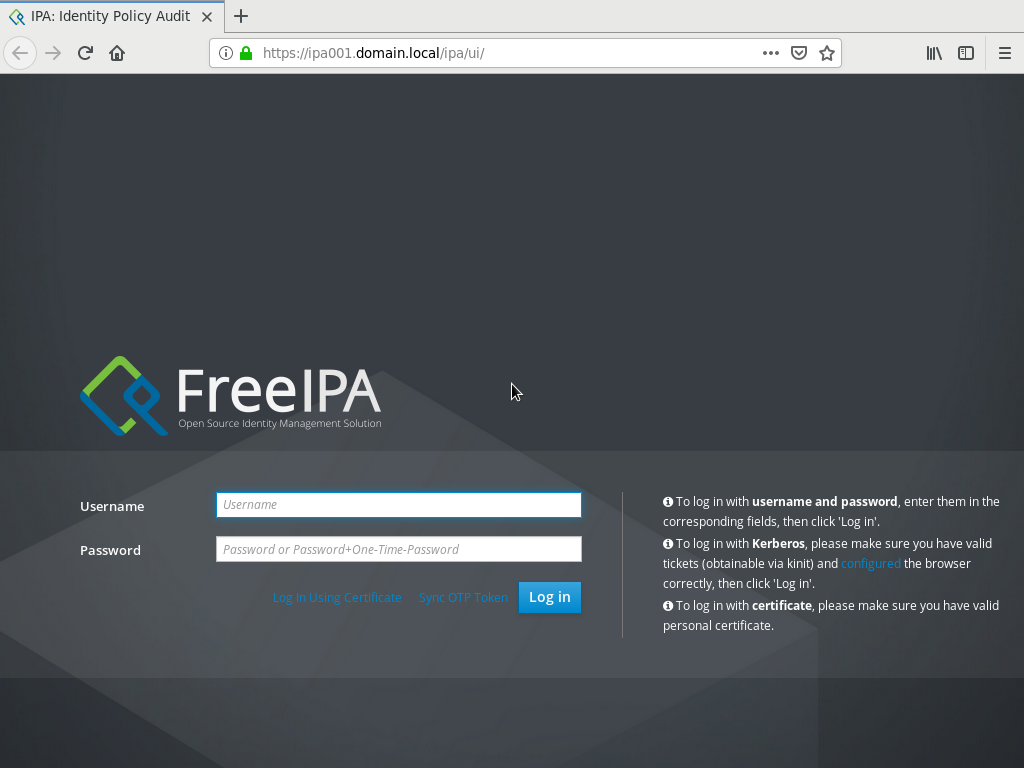 IPA: Identity Policy Audit
https://ipa001.domain.local/ipa/ui/
FreeIPA
Open Source Identity Management Solution
Username
Username
Password
Password or Password+One-Time-Password
Log In Using Certificate Sync OTP Token Log in
To log in with username and password, enter them in the
corresponding fields, then click 'Log in'.
To log in with Kerberos, please make sure you have valid
tickets (obtainable via kinit) and configured the browser
correctly, then click 'Log in'.
To log in with certificate, please make sure you have valid
personal certificate.